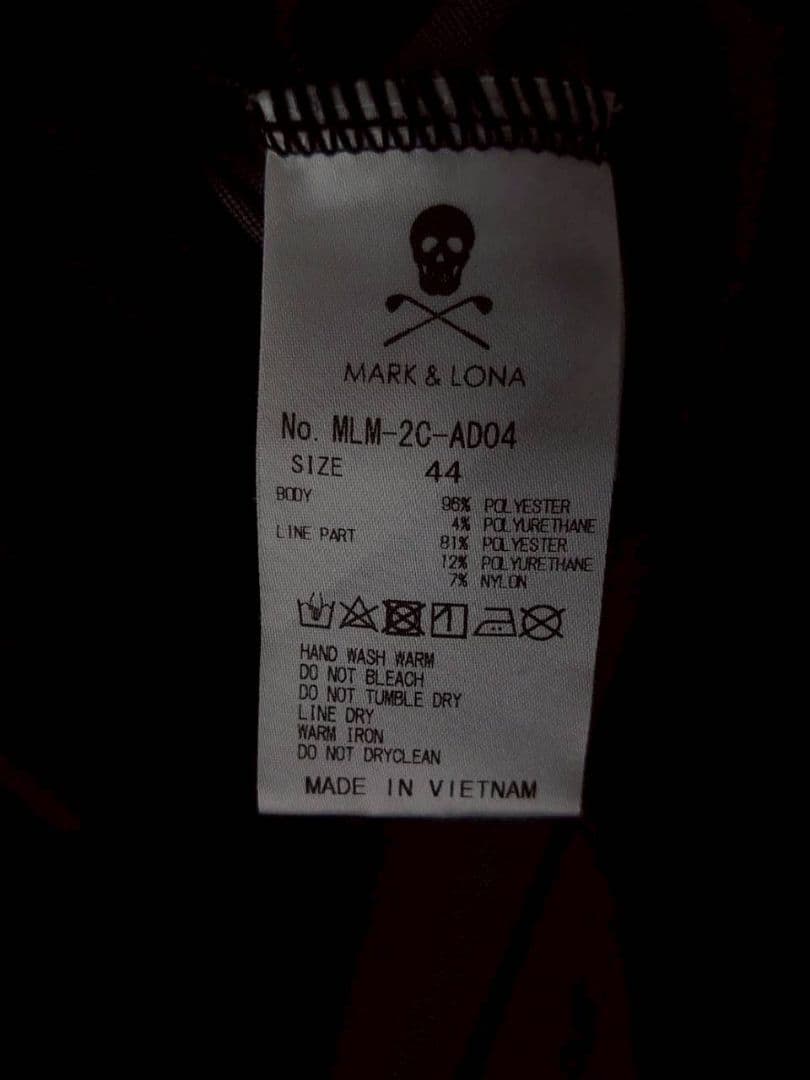 MARK & LONA
No. MLM-2C-AD04
SIZE 44
BODY 96% POLYESTER
4% POLYURETHANE
LINE PART 81% POLYESTER
12% POLYURETHANE
7% NYLON
HAND WASH WARM
DO NOT BLEACH
DO NOT TUMBLE DRY
LINE DRY
WARM IRON
DO NOT DRYCLEAN
MADE IN VIETNAM